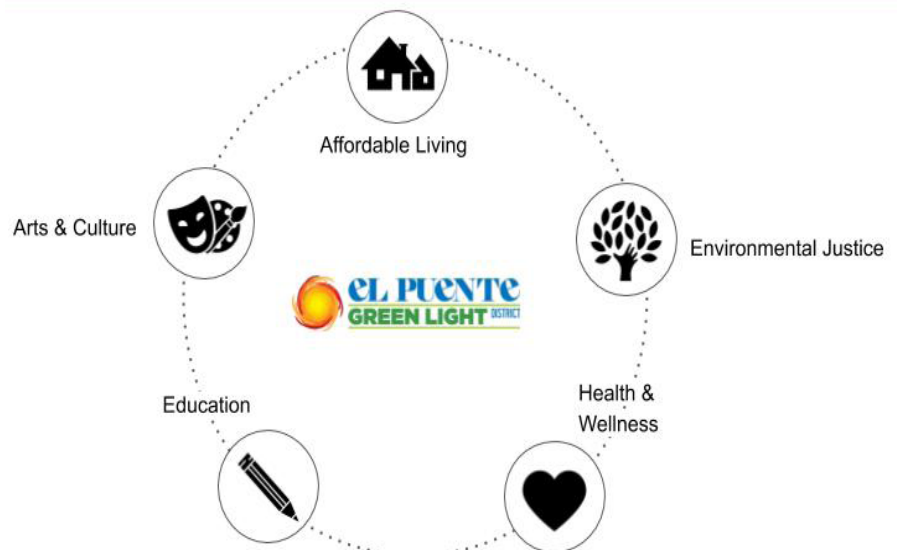 Affordable Living
Arts & Culture
Environmental Justice
EL PUENTE
GREEN LIGHT DISTRICT
Health &
Wellness
Education